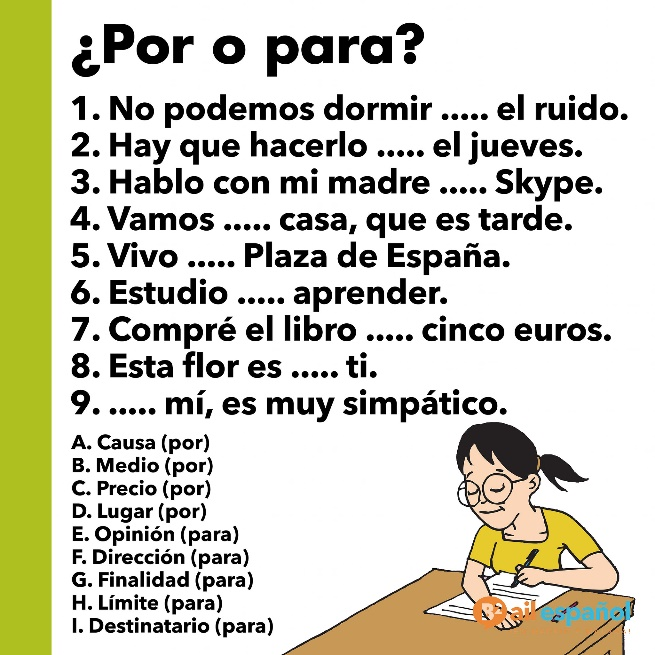 ¿Por o para?
1. No podemos dormir ..... el ruido.
2. Hay que hacerlo ..... el jueves.
3. Hablo con mi madre ..... Skype.
4. Vamos ..... casa, que es tarde.
5. Vivo ..... Plaza de España.
6. Estudio ..... aprender.
7. Compré el libro ..... cinco euros.
8. Esta flor es ..... ti.
9. ..... mí, es muy simpático.
A. Causa (por)
B. Medio (por)
C. Precio (por)
D. Lugar (por)
E. Opinión (para)
F. Dirección (para)
G. Finalidad (para)
H. Límite (para)
I. Destinatario (para)
ail español